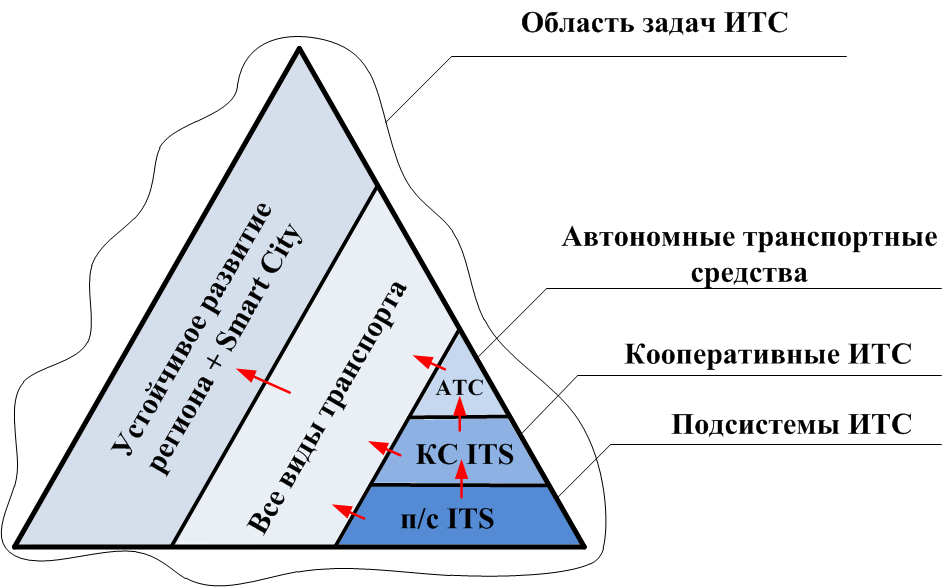 Область задач ИТС
Автономные транспортные
средства
Кооперативные ИТС
Подсистемы ИТС
Устойчивое развитие
региона + Smart City
Все виды транспорта
АТС
КС ITS
п/с ITS